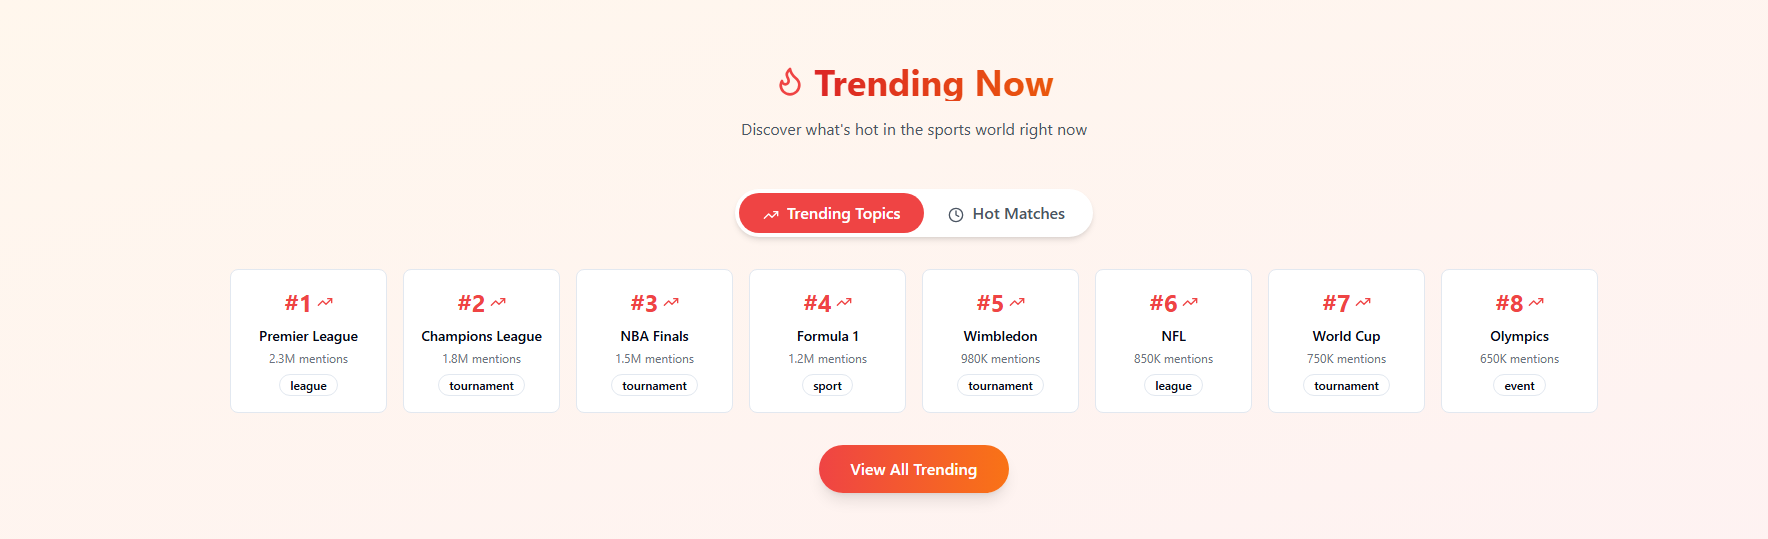 Trending Now
Discover what's hot in the sports world right now
Trending Topics
Hot Matches
#1
Premier League
2.3M mentions
league
#2
Champions League
1.8M mentions
tournament
#3
NBA Finals
1.5M mentions
tournament
#4
Formula 1
1.2M mentions
sport
#5
Wimbledon
980K mentions
tournament
#6
NFL
850K mentions
league
#7
World Cup
750K mentions
tournament
#8
Olympics
650K mentions
event
View All Trending